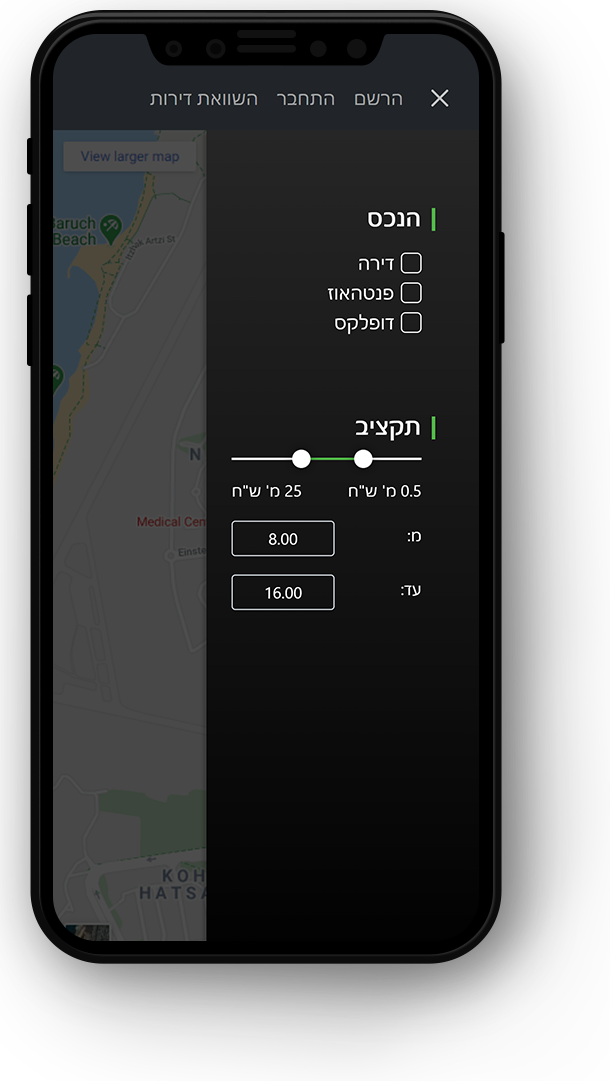 הרשם התחבר השוואת דירות
View larger map
Baruch
Beach
Itzhak Artzi St
Medical Cen
Einste
KOH
HATSA
הנכס
דירה
פנטהאוז
דופלקס
תקציב
0.5 מ' ש"ח 25 מ' ש"ח
מ: 8.00
עד: 16.00